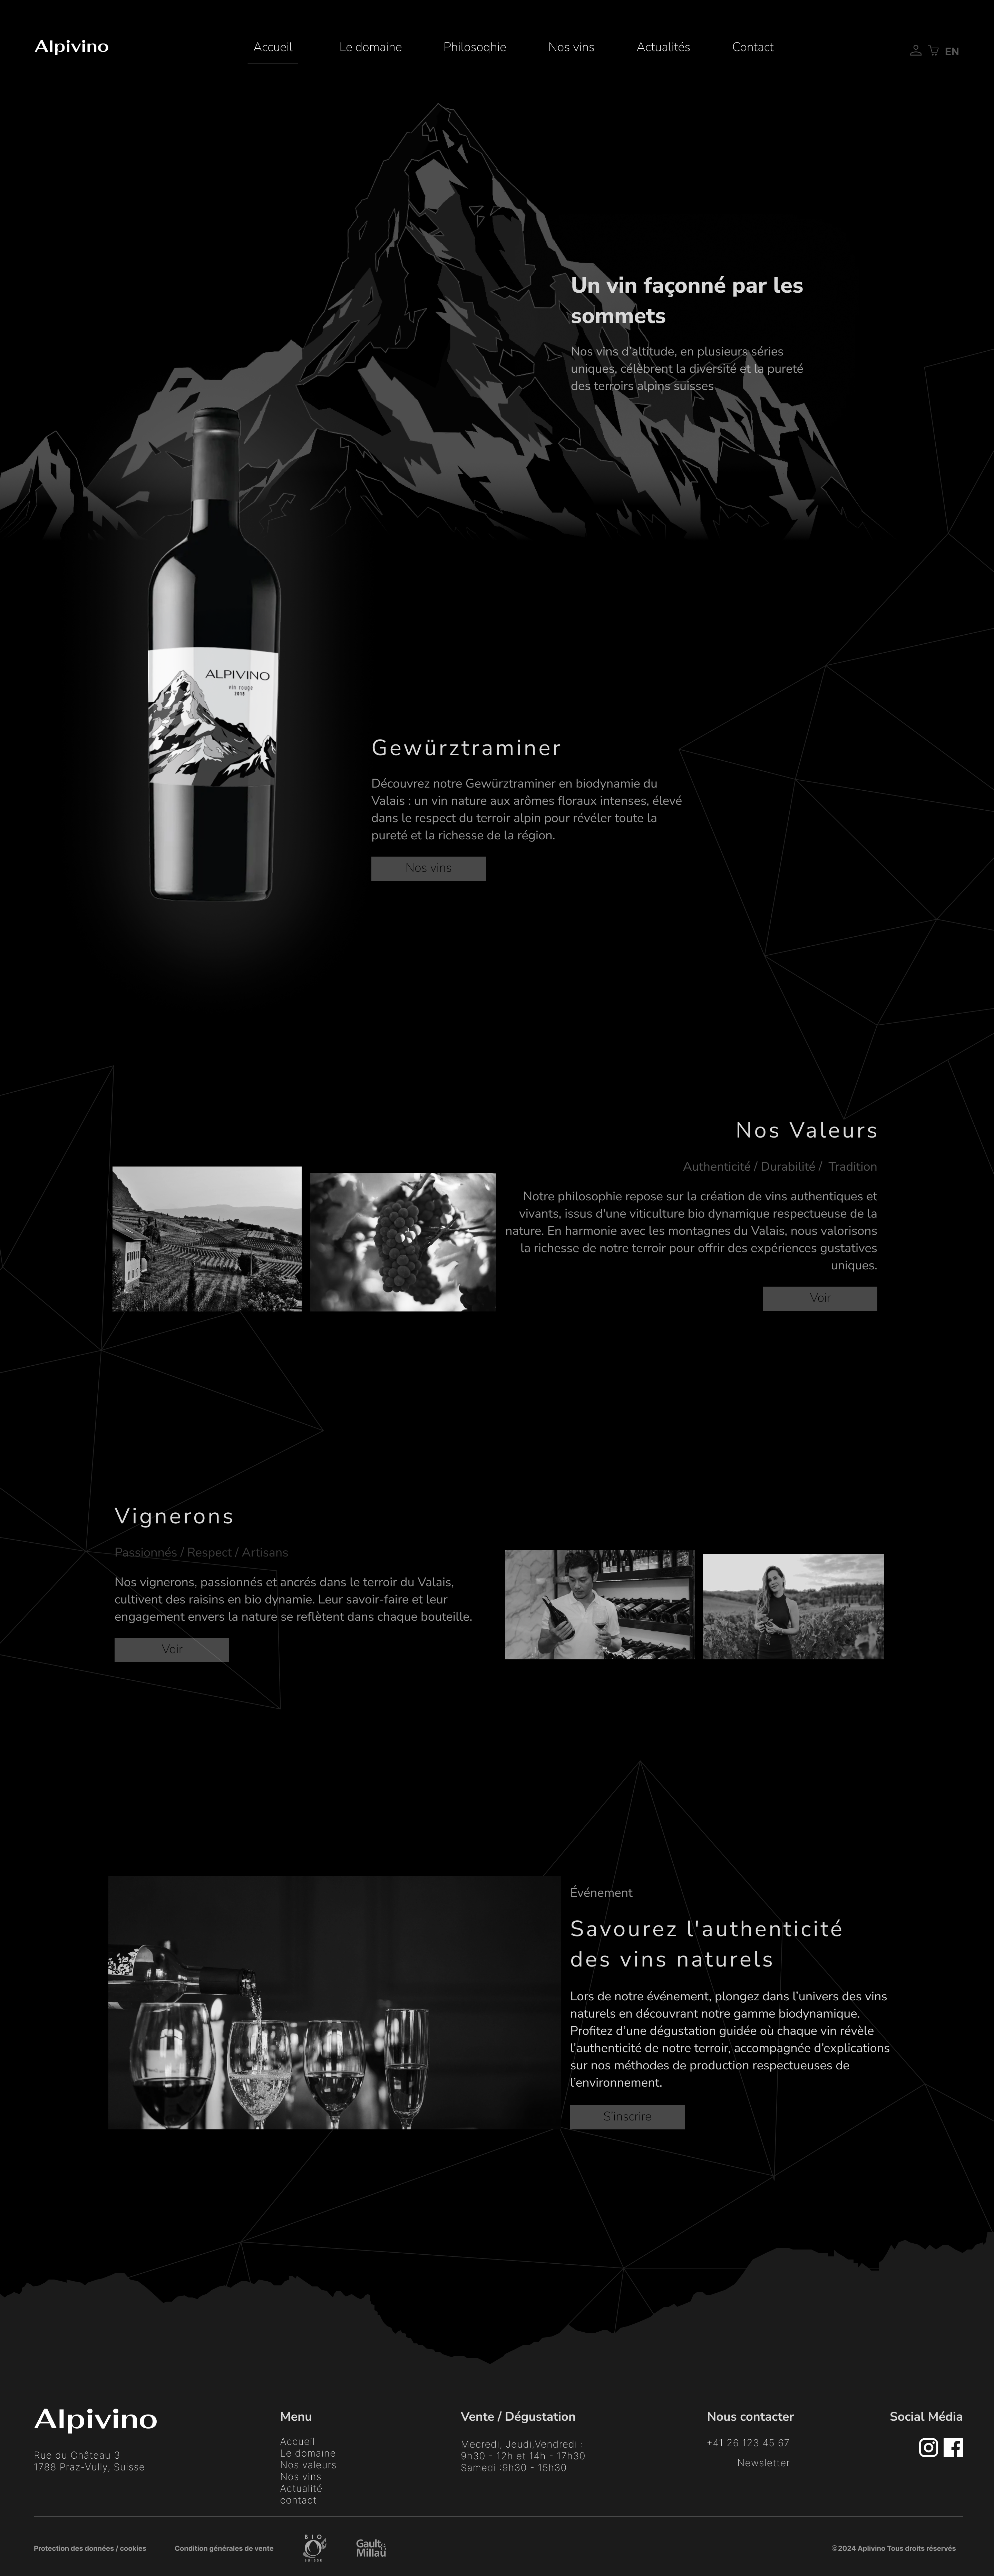 Alpivino
Accueil
Le domaine
Philosoqhie
Nos vins
Actualités
Contact
EN
Un vin façonné par les
sommets
Nos vins d'altitude, en plusieurs séries
uniques, célèbrent la diversité et la pureté
des terroirs alpins suisses
ALPIVINO
vin rouge
2018
Gewürztraminer
Découvrez notre Gewürztraminer en biodynamie du
Valais : un vin nature aux arômes floraux intenses, élevé
dans le respect du terroir alpin pour révéler toute la
pureté et la richesse de la région.
Nos vins
Nos Valeurs
Authenticité / Durabilité / Tradition
Notre philosophie repose sur la création de vins authentiques et
vivants, issus d'une viticulture bio dynamique respectueuse de la
nature. En harmonie avec les montagnes du Valais, nous valorisons
la richesse de notre terroir pour offrir des expériences gustatives
uniques.
Voir
Vignerons
Passionnés / Respect / Artisans
Nos vignerons, passionnés et ancrés dans le terroir du Valais,
cultivent des raisins en bio dynamie. Leur savoir-faire et leur
engagement envers la nature se reflètent dans chaque bouteille.
Voir
Événement
Savourez l'authenticité
des vins naturels
Lors de notre événement, plongez dans l'univers des vins
naturels en découvrant notre gamme biodynamique.
Profitez d'une dégustation guidée où chaque vin révèle
l'authenticité de notre terroir, accompagnée d'explications
sur nos méthodes de production respectueuses de
l'environnement.
S'inscrire
Alpivino
Rue du Château 3
1788 Praz-Vully, Suisse
Menu
Accueil
Le domaine
Nos valeurs
Nos vins
Actualité
contact
Vente / Dégustation
Mecredi, Jeudi,Vendredi :
9h30 - 12h et 14h - 17h30
Samedi :9h30 - 15h30
Nous contacter
+41 26 123 45 67
Newsletter
Social Média
Protection des données / cookies
Condition générales de vente
BIO
SUISSE
Gault
Millau
©2024 Aplivino Tous droits réservés